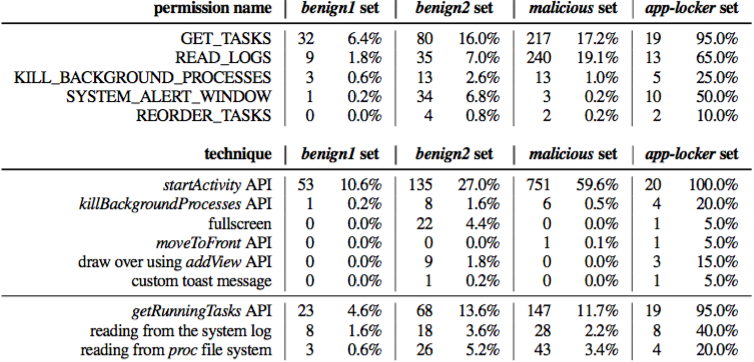 permission name | benign1 set | benign2 set | malicious set | app-locker set
GET_TASKS | 32 6.4% | 80 16.0% | 217 17.2% | 19 95.0%
READ_LOGS | 9 1.8% | 35 7.0% | 240 19.1% | 13 65.0%
KILL_BACKGROUND_PROCESSES | 3 0.6% | 13 2.6% | 13 1.0% | 5 25.0%
SYSTEM_ALERT_WINDOW | 1 0.2% | 34 6.8% | 3 0.2% | 10 50.0%
REORDER_TASKS | 0 0.0% | 4 0.8% | 2 0.2% | 2 10.0%
technique | benign1 set | benign2 set | malicious set | app-locker set
startActivity API | 53 10.6% | 135 27.0% | 751 59.6% | 20 100.0%
killBackgroundProcesses API | 1 0.2% | 8 1.6% | 6 0.5% | 4 20.0%
fullscreen | 0 0.0% | 22 4.4% | 0 0.0% | 1 5.0%
moveToFront API | 0 0.0% | 0 0.0% | 1 0.1% | 1 5.0%
draw over using addView API | 0 0.0% | 9 1.8% | 0 0.0% | 3 15.0%
custom toast message | 0 0.0% | 1 0.2% | 0 0.0% | 1 5.0%
getRunningTasks API | 23 4.6% | 68 13.6% | 147 11.7% | 19 95.0%
reading from the system log | 8 1.6% | 18 3.6% | 28 2.2% | 8 40.0%
reading from proc file system | 3 0.6% | 26 5.2% | 43 3.4% | 4 20.0%